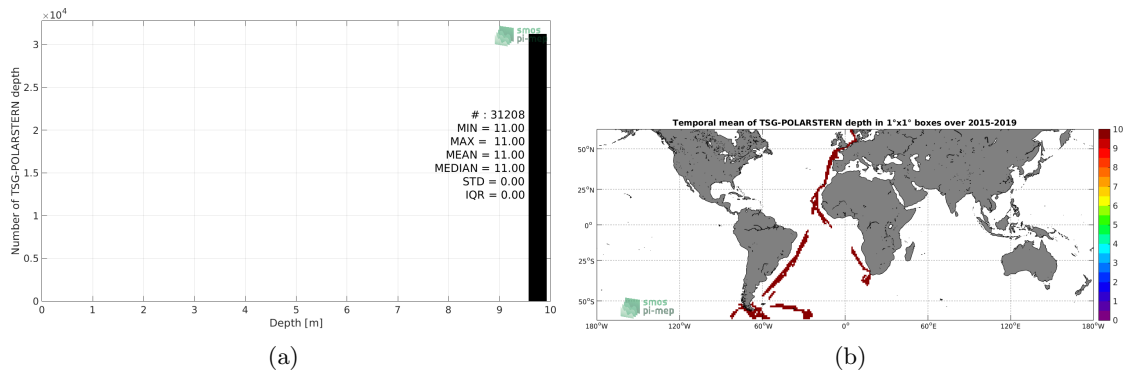 ×10⁴
3
2.5
2
1.5
1
0.5
0
Number of TSG-POLARSTERN depth
smos
pi-mep
# : 31208
MIN = 11.00
MAX = 11.00
MEAN = 11.00
MEDIAN = 11.00
STD = 0.00
IQR = 0.00
0 1 2 3 4 5 6 7 8 9 10
Depth [m]
(a)
Temporal mean of TSG-POLARSTERN depth in 1°x1° boxes over 2015-2019
50°N
25°N
0°
25°S
50°S
smos
pi-mep
180°W 120°W 60°W 0° 60°E 120°E 180°W
10
9
8
7
6
5
4
3
2
1
0
(b)